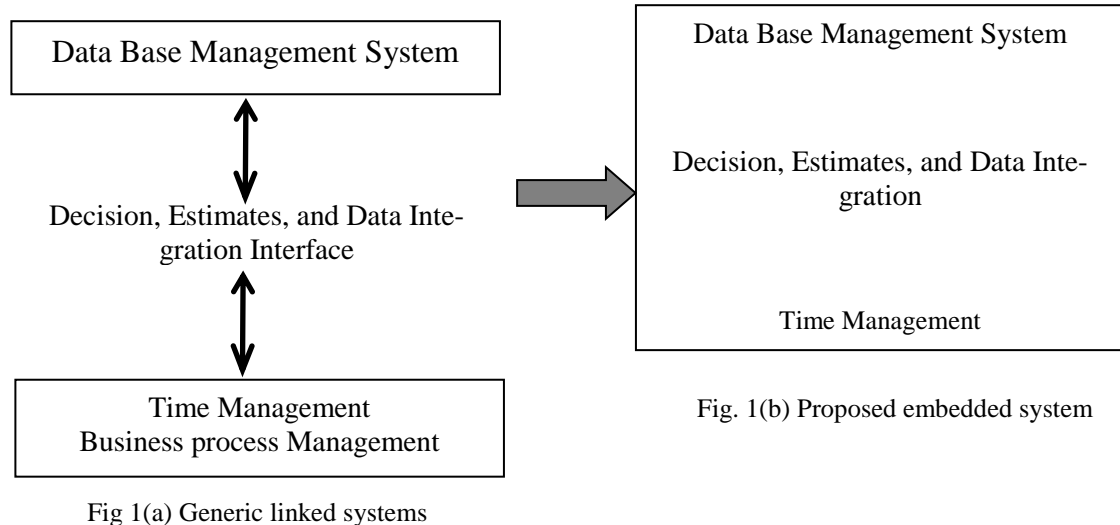 Data Base Management System
Decision, Estimates, and Data Inte-
gration Interface
Time Management
Business process Management
Fig 1(a) Generic linked systems
Data Base Management System
Decision, Estimates, and Data Inte-
gration
Time Management
Fig. 1(b) Proposed embedded system